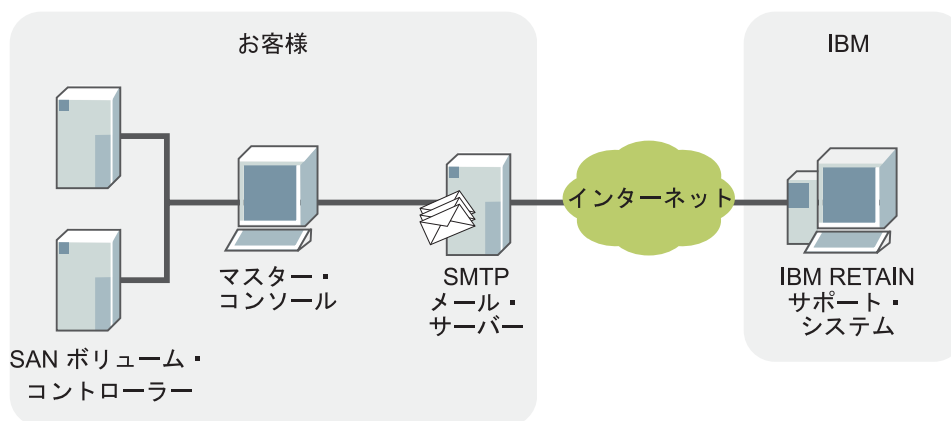 お客様
IBM
インターネット
マスター・
コンソール
SMTP
メール・
サーバー
IBM RETAIN
サポート・
システム
SAN ボリューム・
コントローラー